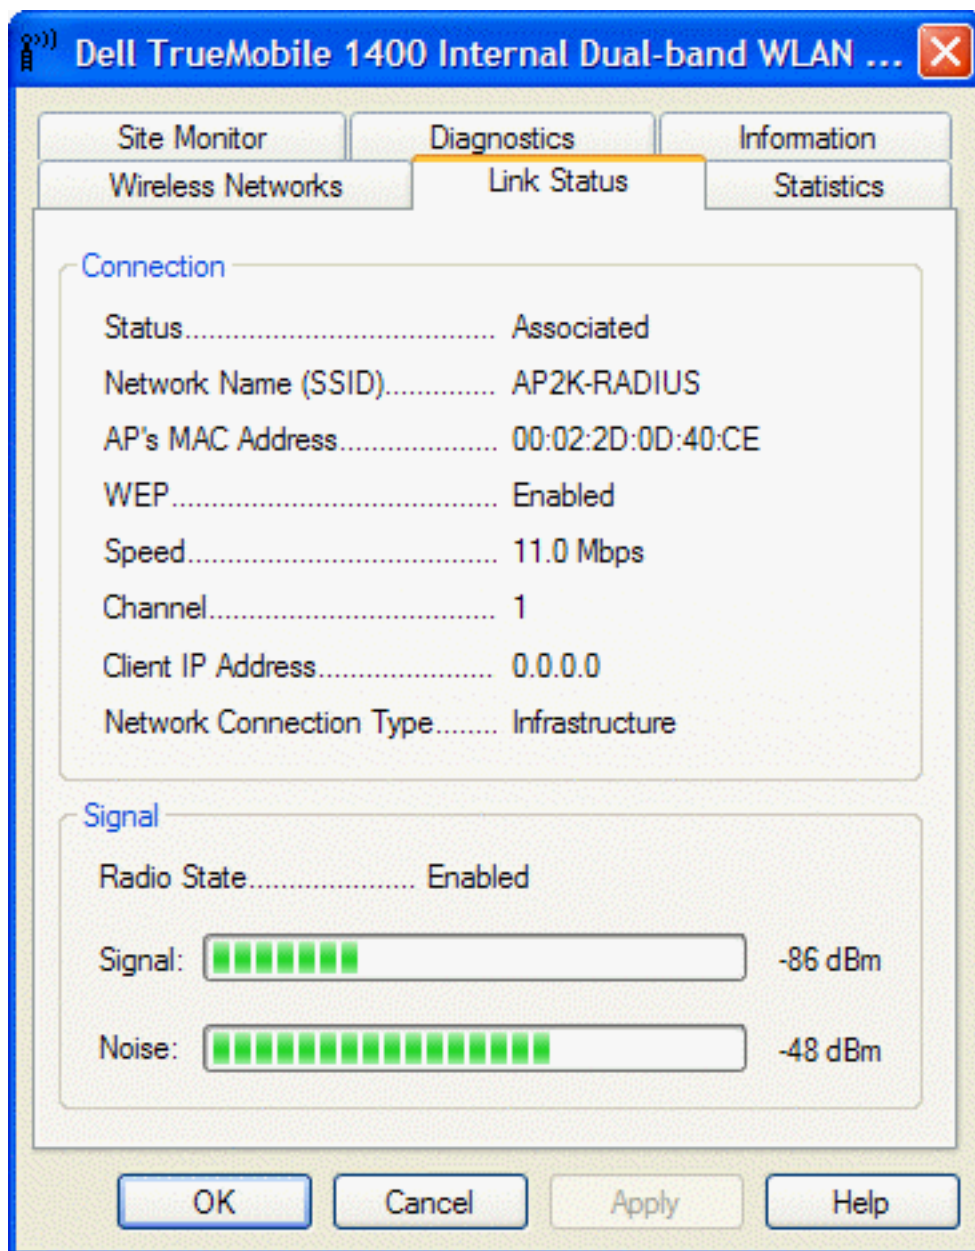 Dell TrueMobile 1400 Internal Dual-band WLAN ...
Site Monitor Diagnostics Information
Wireless Networks Link Status Statistics
Connection
Status.................................... Associated
Network Name (SSID)............. AP2K-RADIUS
AP's MAC Address................... 00:02:2D:0D:40:CE
WEP...................................... Enabled
Speed.................................... 11.0 Mbps
Channel................................. 1
Client IP Address..................... 0.0.0.0
Network Connection Type....... Infrastructure
Signal
Radio State.................... Enabled
Signal: -86 dBm
Noise: -48 dBm
OK Cancel Apply Help